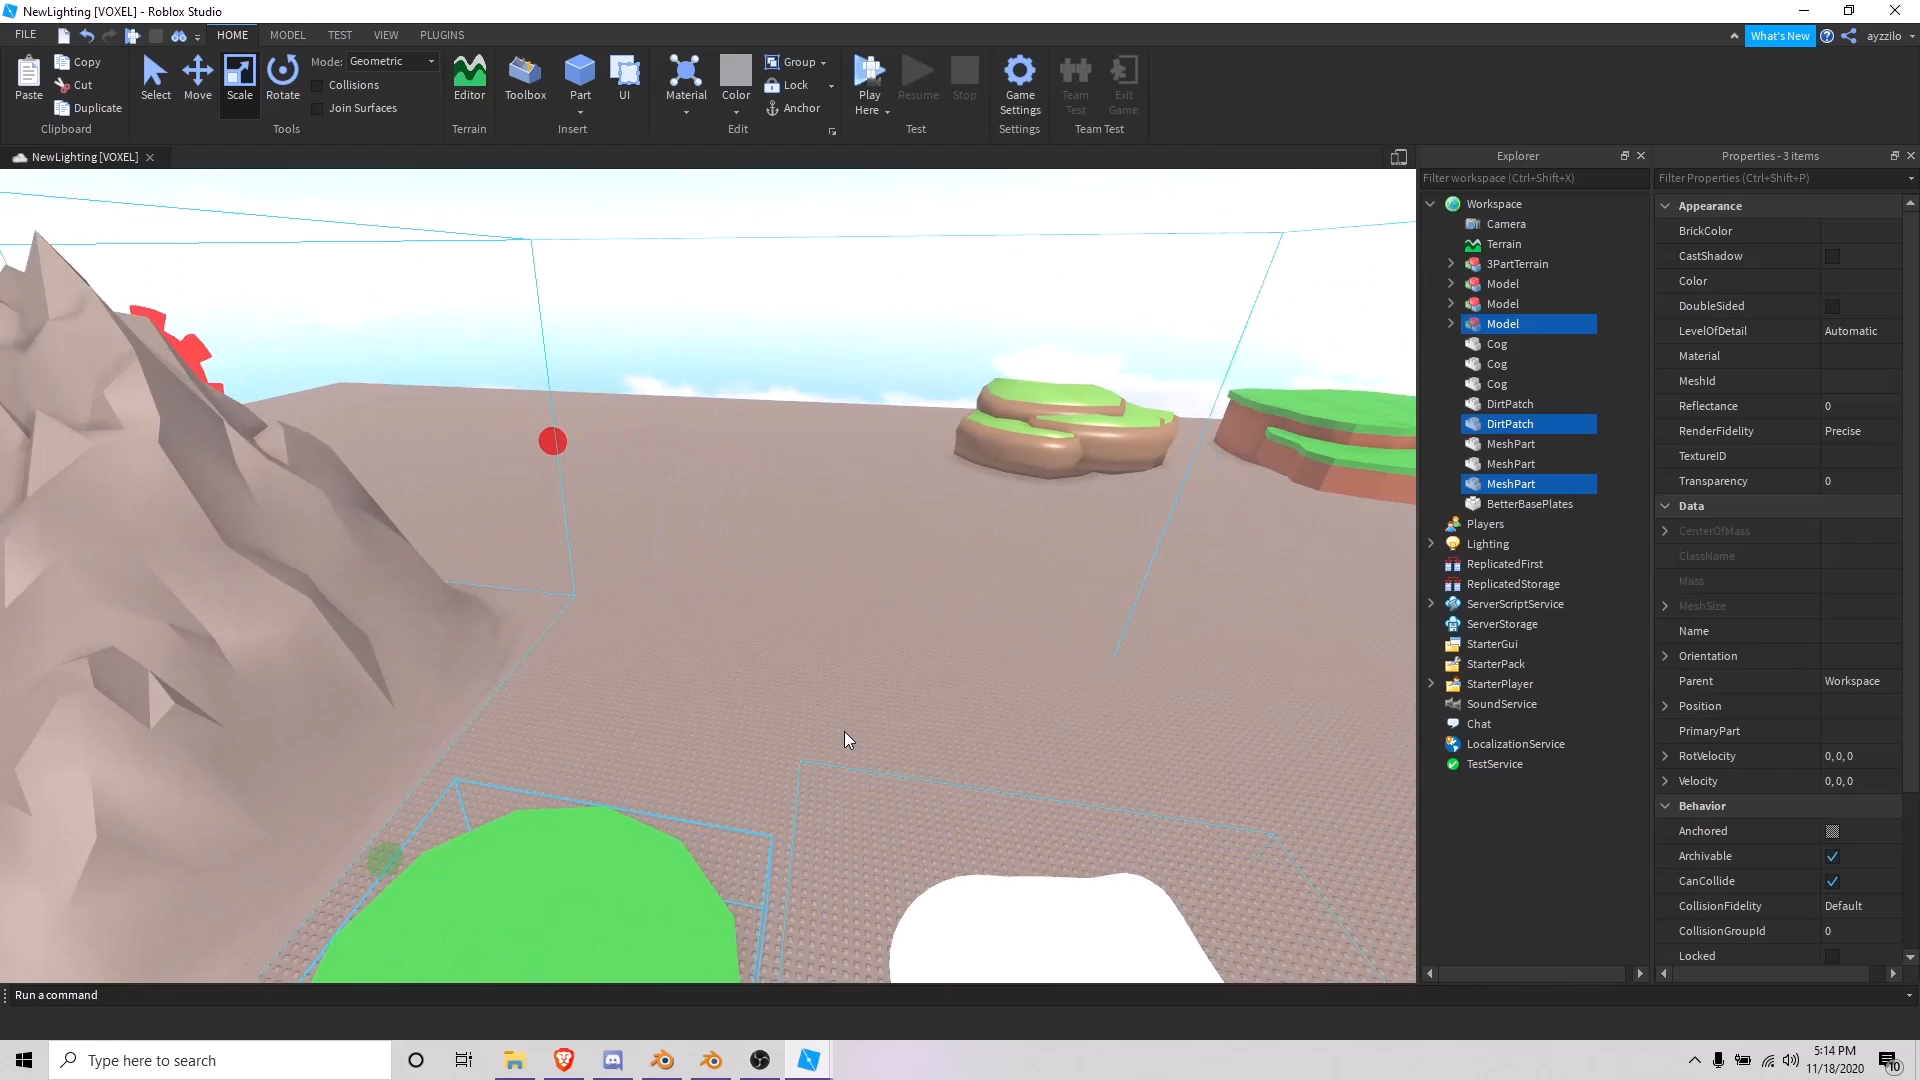 NewLighting [VOXEL] - Roblox Studio
FILE HOME MODEL TEST VIEW PLUGINS What's New ayzzilo
Paste Copy Cut Duplicate Clipboard
Select Move Scale Rotate Mode: Geometric Collisions Join Surfaces Tools
Editor Terrain
Toolbox Part UI Insert
Material Color Group Lock Anchor Edit
Play Here Resume Stop Test
Game Settings Settings
Team Test Exit Game Team Test
NewLighting [VOXEL]
Explorer
Filter workspace (Ctrl+Shift+X)
Workspace
Camera
Terrain
3PartTerrain
Model
Model
Model
Cog
Cog
Cog
DirtPatch
DirtPatch
MeshPart
MeshPart
MeshPart
BetterBasePlates
Players
Lighting
ReplicatedFirst
ReplicatedStorage
ServerScriptService
ServerStorage
StarterGui
StarterPack
StarterPlayer
SoundService
Chat
LocalizationService
TestService
Properties - 3 items
Filter Properties (Ctrl+Shift+P)
Appearance
BrickColor
CastShadow
Color
DoubleSided
LevelOfDetail Automatic
Material
MeshId
Reflectance 0
RenderFidelity Precise
TextureID
Transparency 0
Data
CenterOfMass
ClassName
Mass
MeshSize
Name
Orientation
Parent Workspace
Position
PrimaryPart
RotVelocity 0, 0, 0
Velocity 0, 0, 0
Behavior
Anchored
Archivable
CanCollide
CollisionFidelity Default
CollisionGroupId 0
Locked
Run a command
Type here to search
5:14 PM
11/18/2020
10